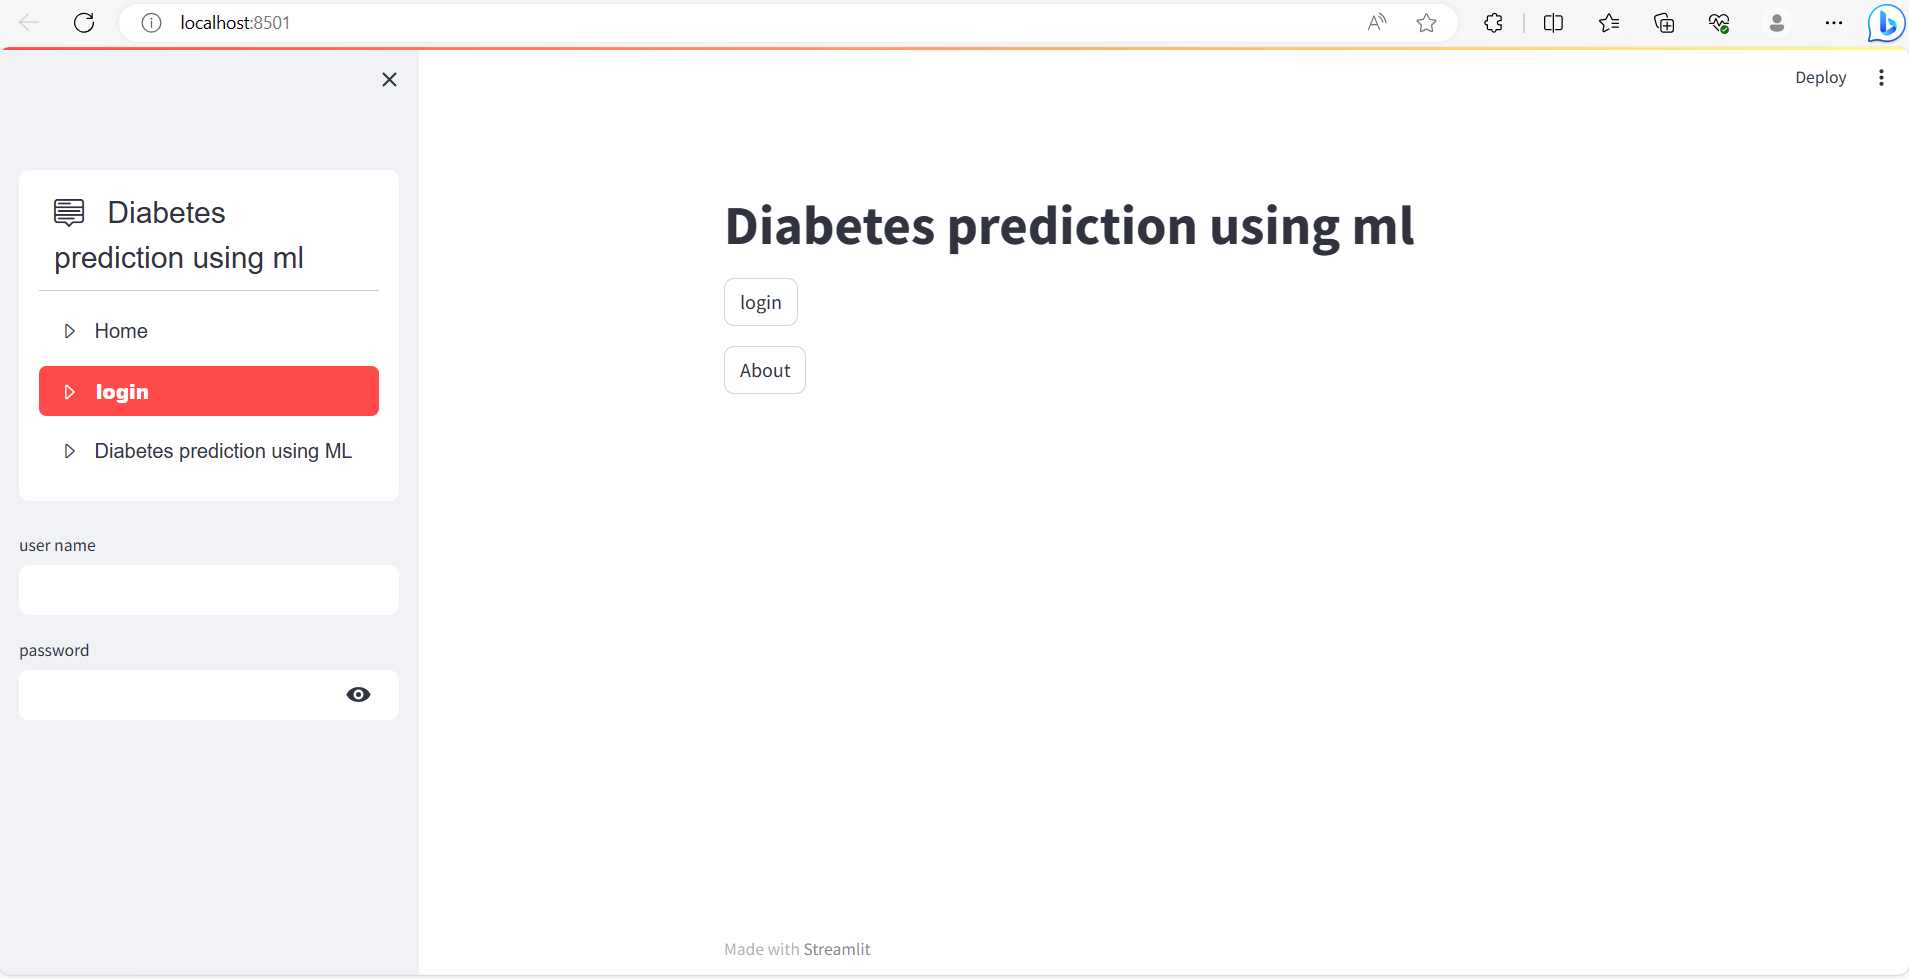 localhost:8501
Deploy
Diabetes
prediction using ml
Home
login
Diabetes prediction using ML
user name
password
Diabetes prediction using ml
login
About
Made with Streamlit